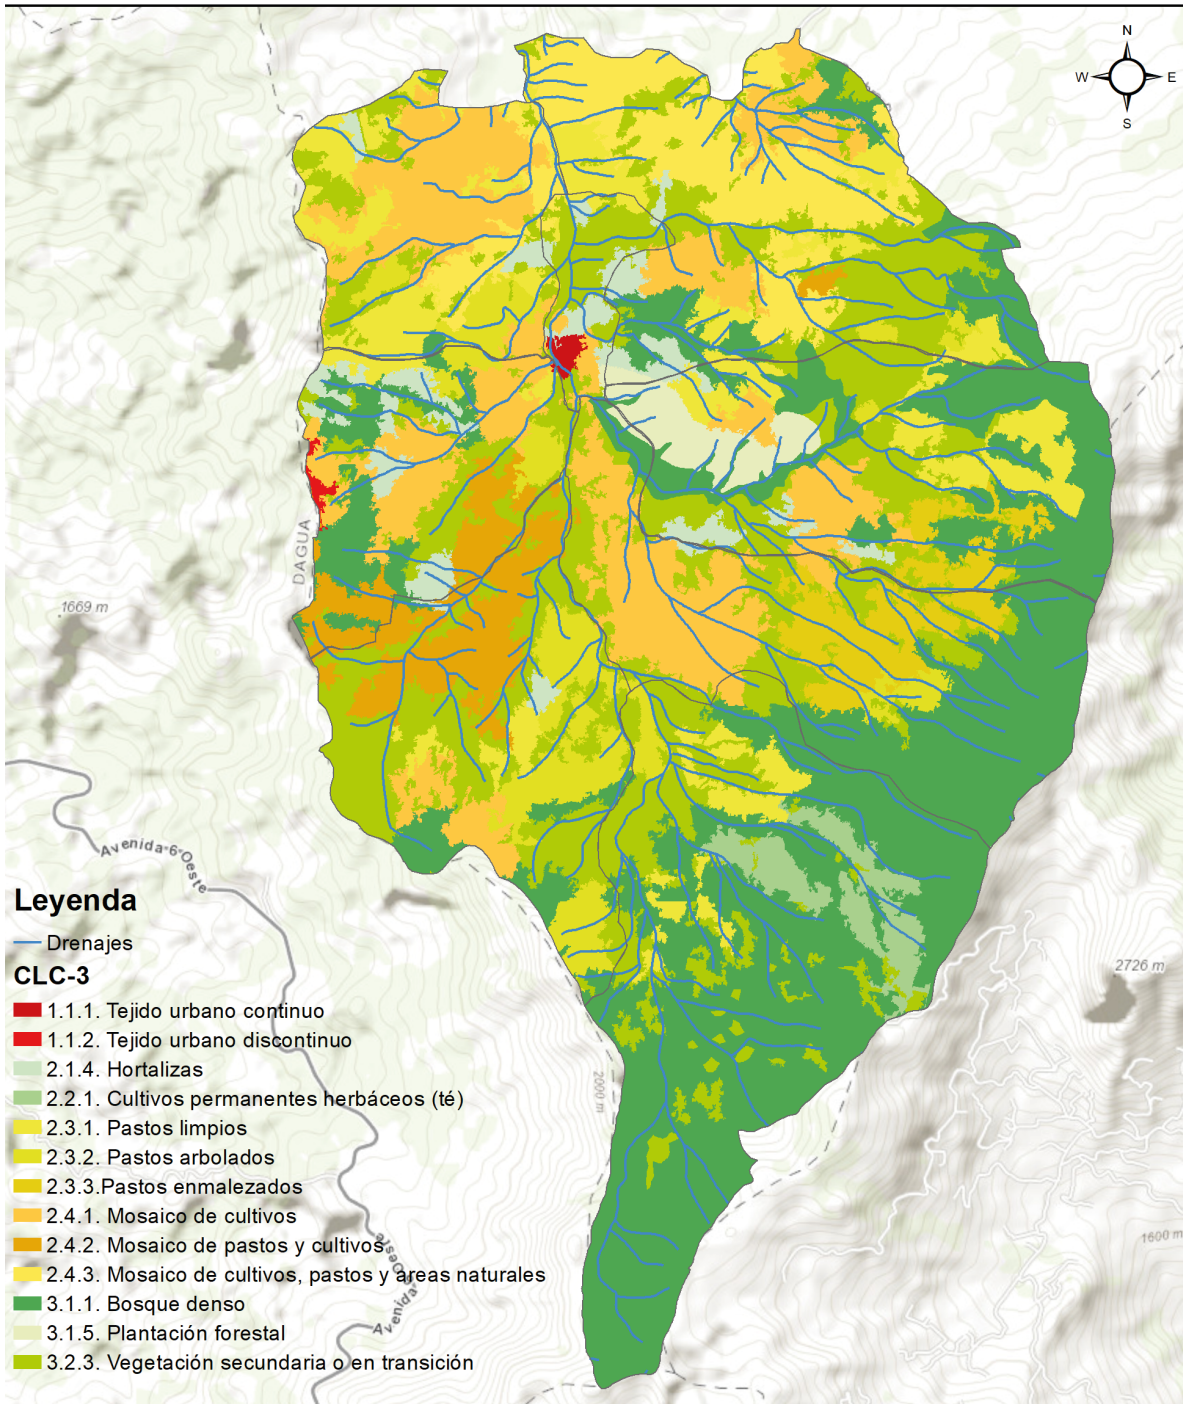 N
W
E
S
DAGUA
1669 m
Avenida-6-Oeste
2726 m
2000 m
1600 m
Avenida-6-Oeste
Leyenda
Drenajes
CLC-3
1.1.1. Tejido urbano continuo
1.1.2. Tejido urbano discontinuo
2.1.4. Hortalizas
2.2.1. Cultivos permanentes herbáceos (té)
2.3.1. Pastos limpios
2.3.2. Pastos arbolados
2.3.3.Pastos enmalezados
2.4.1. Mosaico de cultivos
2.4.2. Mosaico de pastos y cultivos
2.4.3. Mosaico de cultivos, pastos y áreas naturales
3.1.1. Bosque denso
3.1.5. Plantación forestal
3.2.3. Vegetación secundaria o en transición